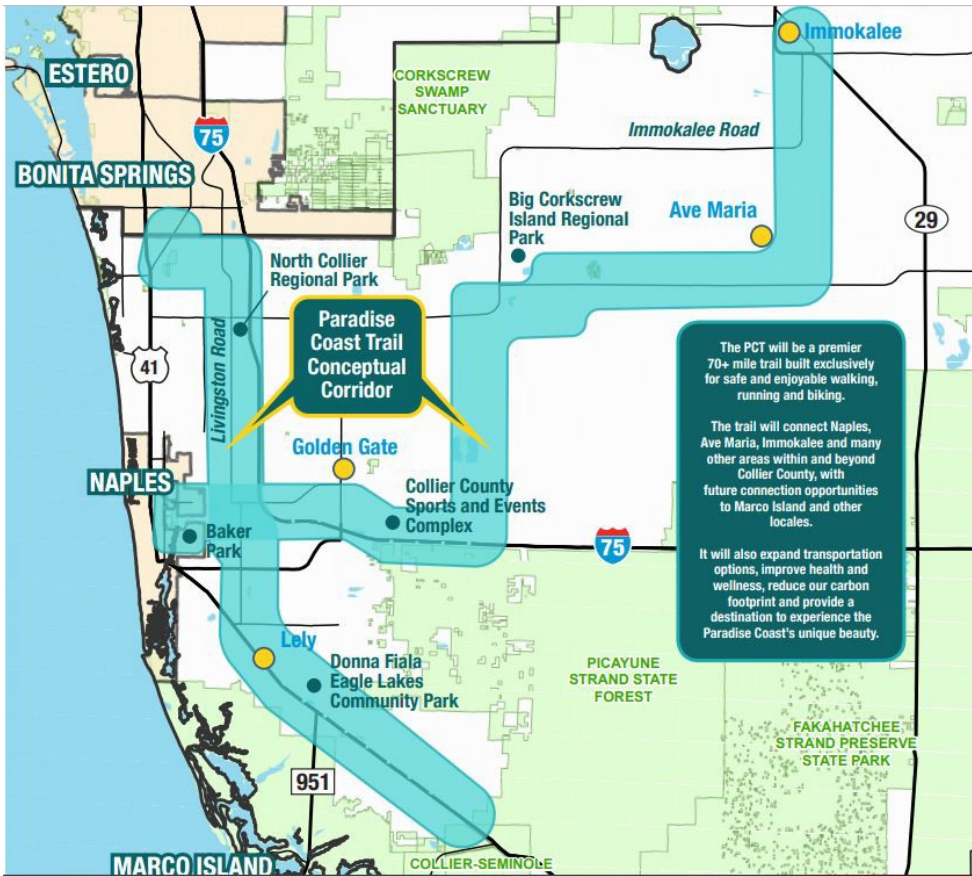 Immokalee
ESTERO
CORKSCREW
SWAMP
SANCTUARY
75
Immokalee Road
BONITA SPRINGS
Big Corkscrew
Island Regional
Park
Ave Maria
29
North Collier
Regional Park
Paradise
Coast Trail
Conceptual
Corridor
Livingston Road
41
The PCT will be a premier
70+ mile trail built exclusively
for safe and enjoyable walking,
running and biking.
The trail will connect Naples,
Ave Maria, Immokalee and many
other areas within and beyond
Collier County, with
future connection opportunities
to Marco Island and other
locales.
It will also expand transportation
options, improve health and
wellness, reduce our carbon
footprint and provide a
destination to experience the
Paradise Coast's unique beauty.
Golden Gate
NAPLES
Collier County
Sports and Events
Complex
Baker
Park
75
Lely
Donna Fiala
Eagle Lakes
Community Park
PICAYUNE
STRAND STATE
FOREST
FAKAHATCHEE
STRAND PRESERVE
STATE PARK
951
MARCO ISLAND
COLLIER-SEMINOLE